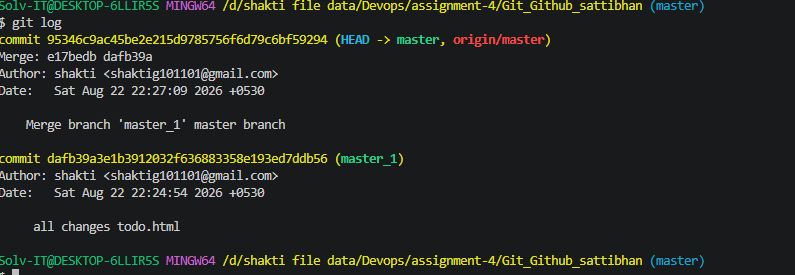 Solv-IT@DESKTOP-6LLIR5S MINGW64 /d/shakti file data/Devops/assignment-4/Git_Github_sattibhan (master)
$ git log
commit 95346c9ac45be2e215d9785756f6d79c6bf59294 (HEAD -> master, origin/master)
Merge: e17bedb dafb39a
Author: shakti <shaktig101101@gmail.com>
Date:   Sat Aug 22 22:27:09 2026 +0530
    Merge branch 'master_1' master branch
commit dafb39a3e1b3912032f636883358e193ed7ddb56 (master_1)
Author: shakti <shaktig101101@gmail.com>
Date:   Sat Aug 22 22:24:54 2026 +0530
     all changes todo.html
Solv-IT@DESKTOP-6LLIR5S MINGW64 /d/shakti file data/Devops/assignment-4/Git_Github_sattibhan (master)
$